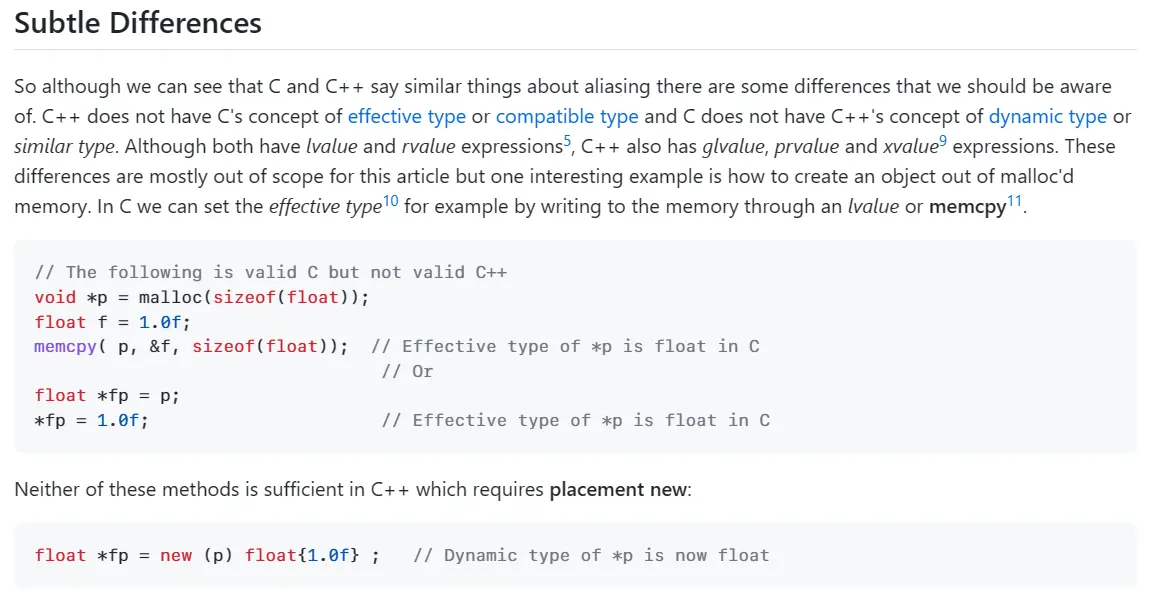 Subtle Differences
So although we can see that C and C++ say similar things about aliasing there are some differences that we should be aware
of. C++ does not have C's concept of effective type or compatible type and C does not have C++'s concept of dynamic type or
similar type. Although both have lvalue and rvalue expressions5, C++ also has glvalue, prvalue and xvalue9 expressions. These
differences are mostly out of scope for this article but one interesting example is how to create an object out of malloc'd
memory. In C we can set the effective type10 for example by writing to the memory through an lvalue or memcpy11.
// The following is valid C but not valid C++
void *p = malloc(sizeof(float));
float f = 1.0f;
memcpy( p, &f, sizeof(float));  // Effective type of *p is float in C
                                 // Or
float *fp = p;
*fp = 1.0f;                      // Effective type of *p is float in C
Neither of these methods is sufficient in C++ which requires placement new:
float *fp = new (p) float{1.0f} ;   // Dynamic type of *p is now float